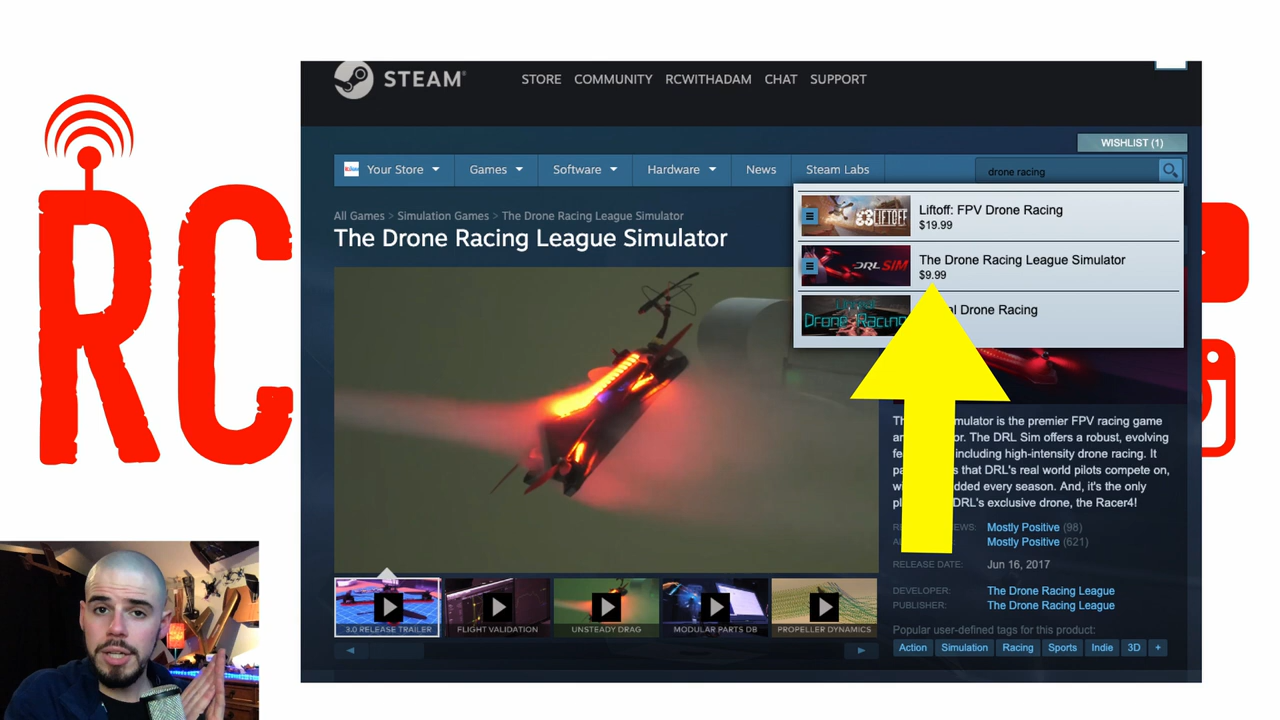 RC
STEAM®
STORE COMMUNITY RCWITHADAM CHAT SUPPORT
WISHLIST (1)
Your Store Games Software Hardware News Steam Labs
drone racing
All Games > Simulation Games > The Drone Racing League Simulator
The Drone Racing League Simulator
LIFTOFF
Liftoff: FPV Drone Racing
$19.99
DRL SIM
The Drone Racing League Simulator
$9.99
Drone Racing
Drone Racing
simulator is the premier FPV racing game
The DRL Sim offers a robust, evolving
including high-intensity drone racing. It
that DRL's real world pilots compete on,
every season. And, it's the only
DRL's exclusive drone, the Racer4!
Mostly Positive (98)
Mostly Positive (621)
RELEASE DATE: Jun 16, 2017
DEVELOPER: The Drone Racing League
PUBLISHER: The Drone Racing League
Popular user-defined tags for this product:
Action Simulation Racing Sports Indie 3D +
3.0 RELEASE TRAILER FLIGHT VALIDATION UNSTEADY DRAG MODULAR PARTS DB PROPELLER DYNAMICS